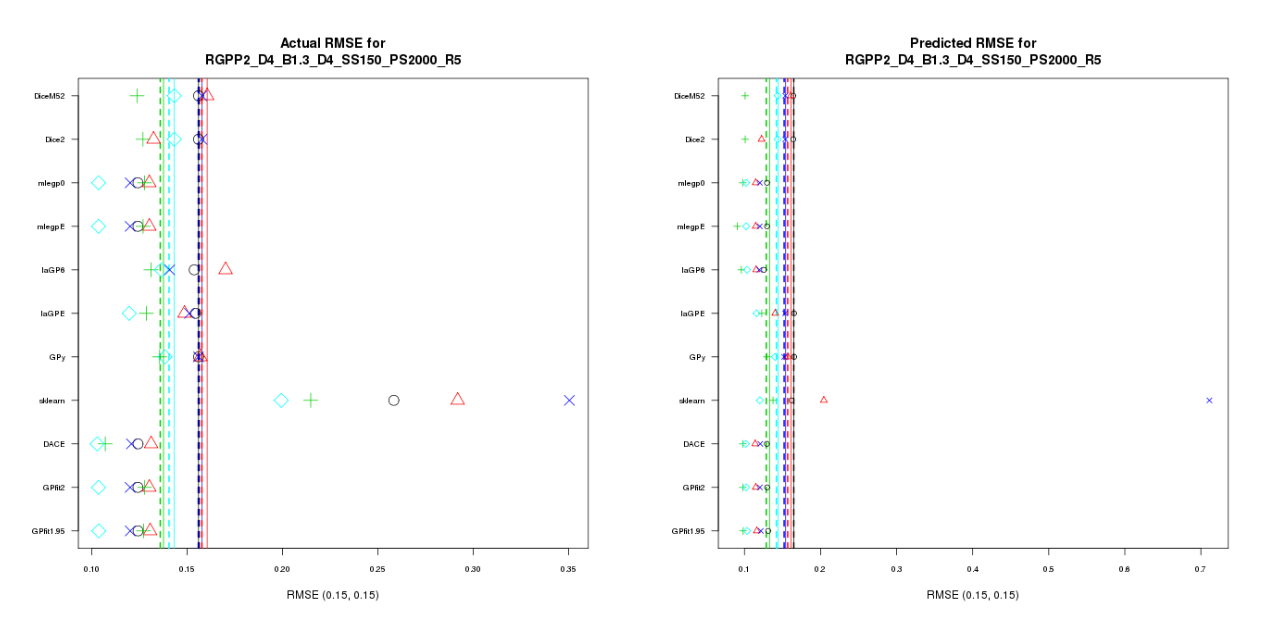 Actual RMSE for
RGPP2_D4_B1.3_D4_SS150_PS2000_R5
DiceM52
Dice2
mlegp0
mlegpE
laGP6
laGPE
GPy
sklearn
DACE
GPfit2
GPfit1.95
0.10 0.15 0.20 0.25 0.30 0.35
RMSE (0.15, 0.15)
Predicted RMSE for
RGPP2_D4_B1.3_D4_SS150_PS2000_R5
DiceM52
Dice2
mlegp0
mlegpE
laGP6
laGPE
GPy
sklearn
DACE
GPfit2
GPfit1.95
0.1 0.2 0.3 0.4 0.5 0.6 0.7
RMSE (0.15, 0.15)